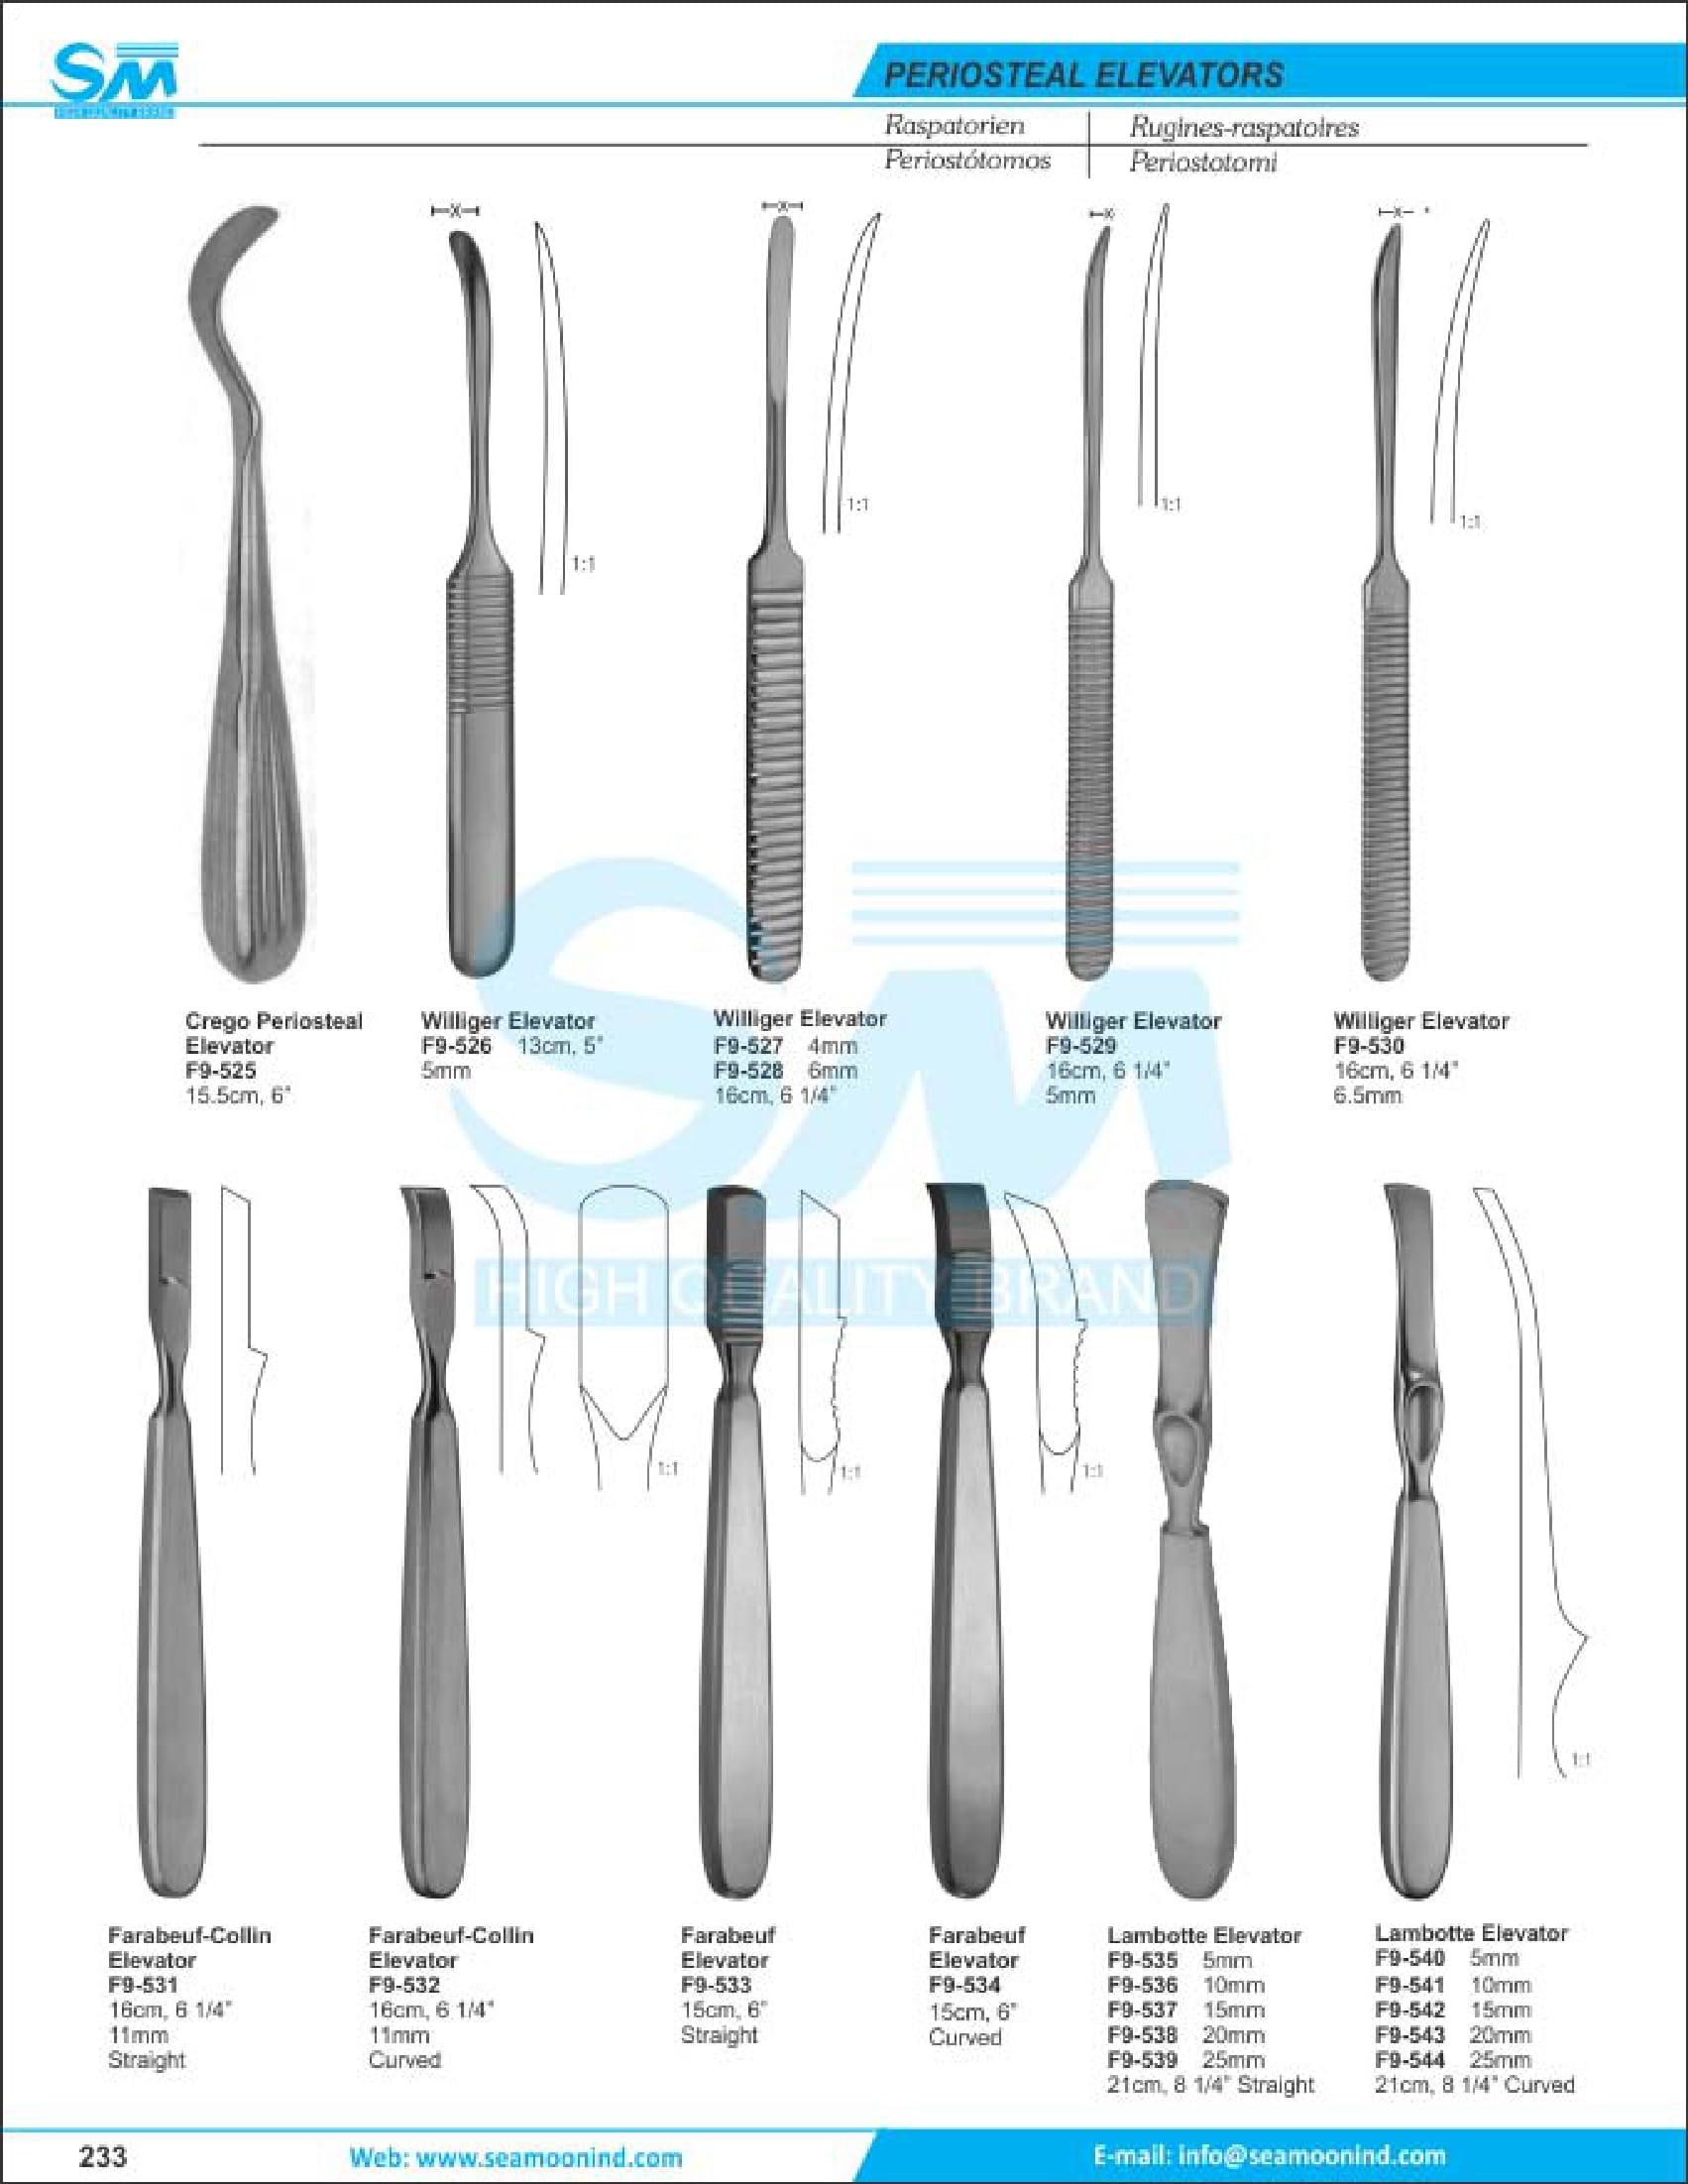 SM
PERIOSTEAL ELEVATORS
Raspatorien
Rugines-raspatoires
Periostótomos
Periostotomi
x
x
x
x
1:1
1:1
1:1
1:1
Crego Periosteal
Elevator
F9-525
15.5cm, 6"
Williger Elevator
F9-526 13cm, 5"
5mm
Williger Elevator
F9-527 4mm
F9-528 6mm
16cm, 6 1/4"
Williger Elevator
F9-529
16cm, 6 1/4"
5mm
Williger Elevator
F9-530
16cm, 6 1/4"
6.5mm
SM
HIGH QUALITY BRAND
1:1
1:1
1:1
1:1
Farabeuf-Collin
Elevator
F9-531
16cm, 6 1/4"
11mm
Straight
Farabeuf-Collin
Elevator
F9-532
16cm, 6 1/4"
11mm
Curved
Farabeuf
Elevator
F9-533
15cm, 6"
Straight
Farabeuf
Elevator
F9-534
15cm, 6"
Curved
Lambotte Elevator
F9-535 5mm
F9-536 10mm
F9-537 15mm
F9-538 20mm
F9-539 25mm
21cm, 8 1/4" Straight
Lambotte Elevator
F9-540 5mm
F9-541 10mm
F9-542 15mm
F9-543 20mm
F9-544 25mm
21cm, 8 1/4" Curved
233
Web: www.seamoonind.com
E-mail: info@seamoonind.com